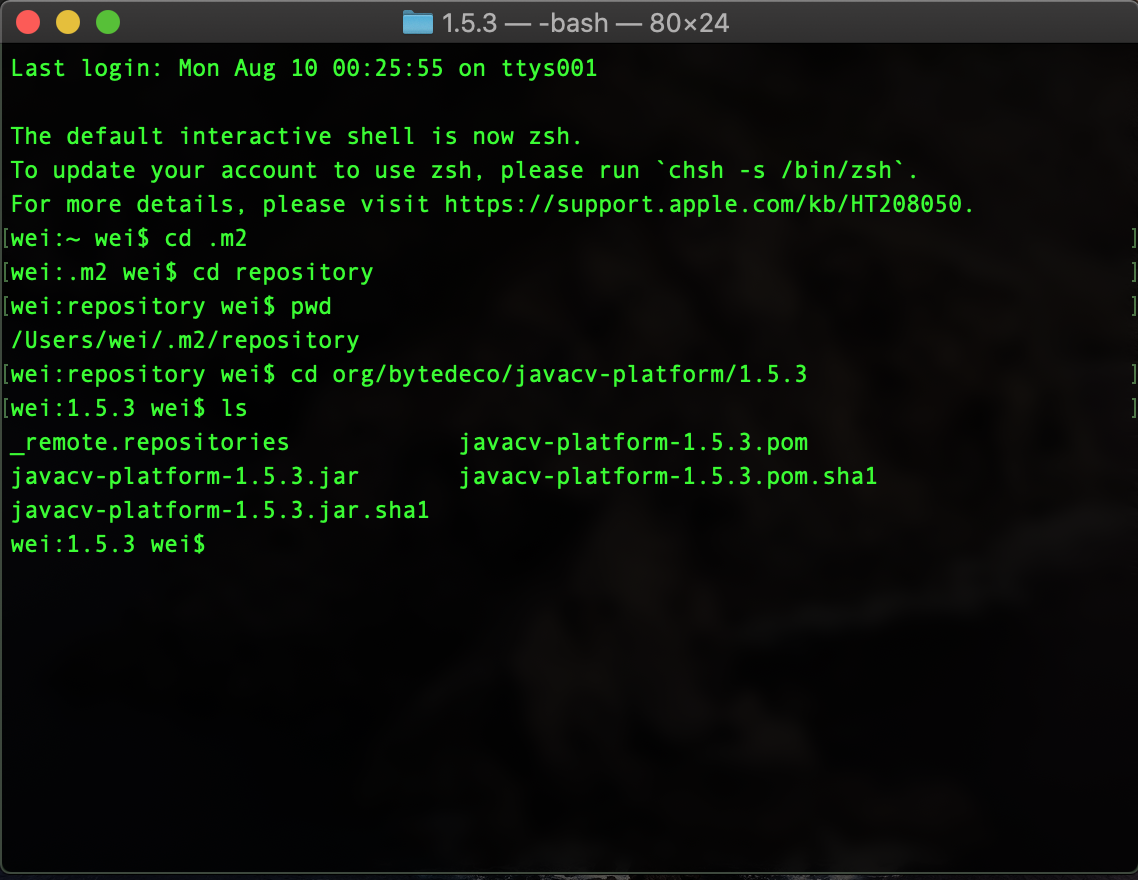 1.5.3 — -bash — 80×24
Last login: Mon Aug 10 00:25:55 on ttys001
The default interactive shell is now zsh.
To update your account to use zsh, please run `chsh -s /bin/zsh`.
For more details, please visit https://support.apple.com/kb/HT208050.
[wei:~ wei$ cd .m2 ]
[wei:.m2 wei$ cd repository ]
[wei:repository wei$ pwd ]
/Users/wei/.m2/repository
[wei:repository wei$ cd org/bytedeco/javacv-platform/1.5.3 ]
[wei:1.5.3 wei$ ls ]
_remote.repositories javacv-platform-1.5.3.pom
javacv-platform-1.5.3.jar javacv-platform-1.5.3.pom.sha1
javacv-platform-1.5.3.jar.sha1
wei:1.5.3 wei$